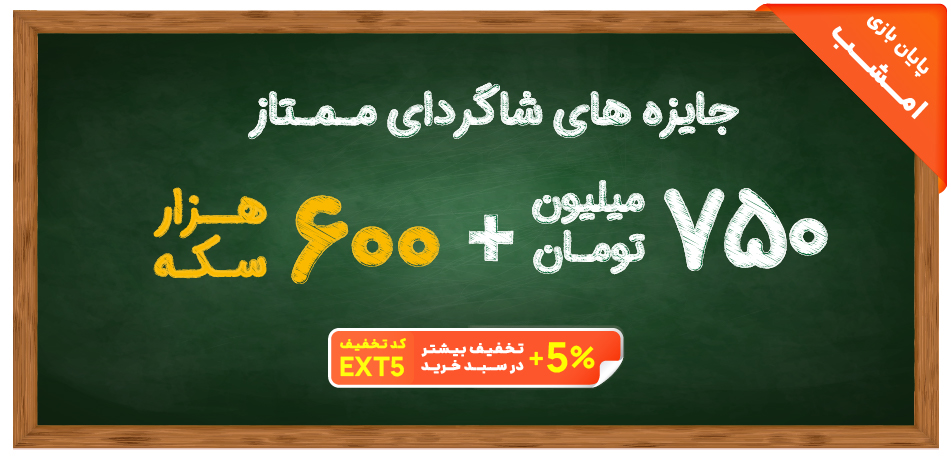 پایان بازی
امشب
جایزه های شاگردای ممتاز
۷۵۰ میلیون تومان + ۶۰۰ هزار سکه
+5% تخفیف بیشتر در سبد خرید
کد تخفیف
EXT5